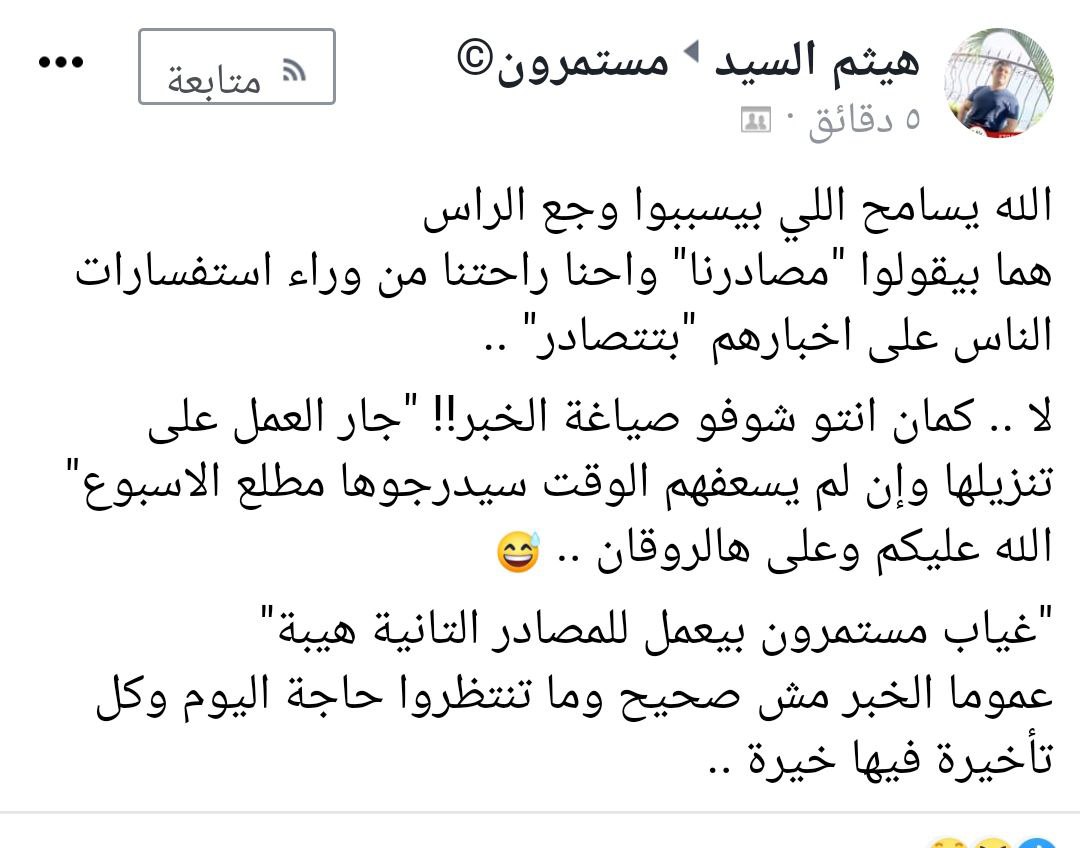 هيثم السيد ◂ مستمرون©
متابعة
٥ دقائق ·
الله يسامح اللي بيسببوا وجع الراس
هما بيقولوا "مصادرنا" واحنا راحتنا من وراء استفسارات
الناس على اخبارهم "بتتصادر" ..
لا .. كمان انتو شوفو صياغة الخبر!! "جار العمل على
تنزيلها وإن لم يسعفهم الوقت سيدرجوها مطلع الاسبوع"
الله عليكم وعلى هالروقان .. 😅
"غياب مستمرون بيعمل للمصادر التانية هيبة"
عموما الخبر مش صحيح وما تنتظروا حاجة اليوم وكل
تأخيرة فيها خيرة ..